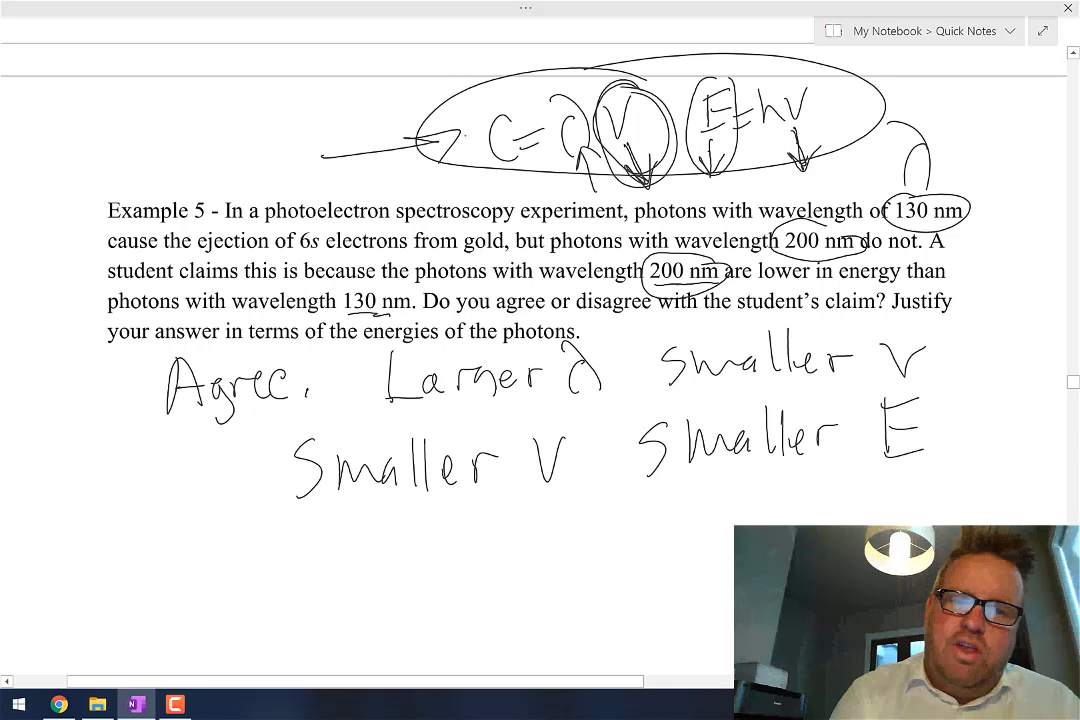 ...
My Notebook > Quick Notes
C = λν E = hν
Example 5 - In a photoelectron spectroscopy experiment, photons with wavelength of 130 nm
cause the ejection of 6s electrons from gold, but photons with wavelength 200 nm do not. A
student claims this is because the photons with wavelength 200 nm are lower in energy than
photons with wavelength 130 nm. Do you agree or disagree with the student's claim? Justify
your answer in terms of the energies of the photons.
Agree. Larger λ smaller ν
smaller ν smaller E